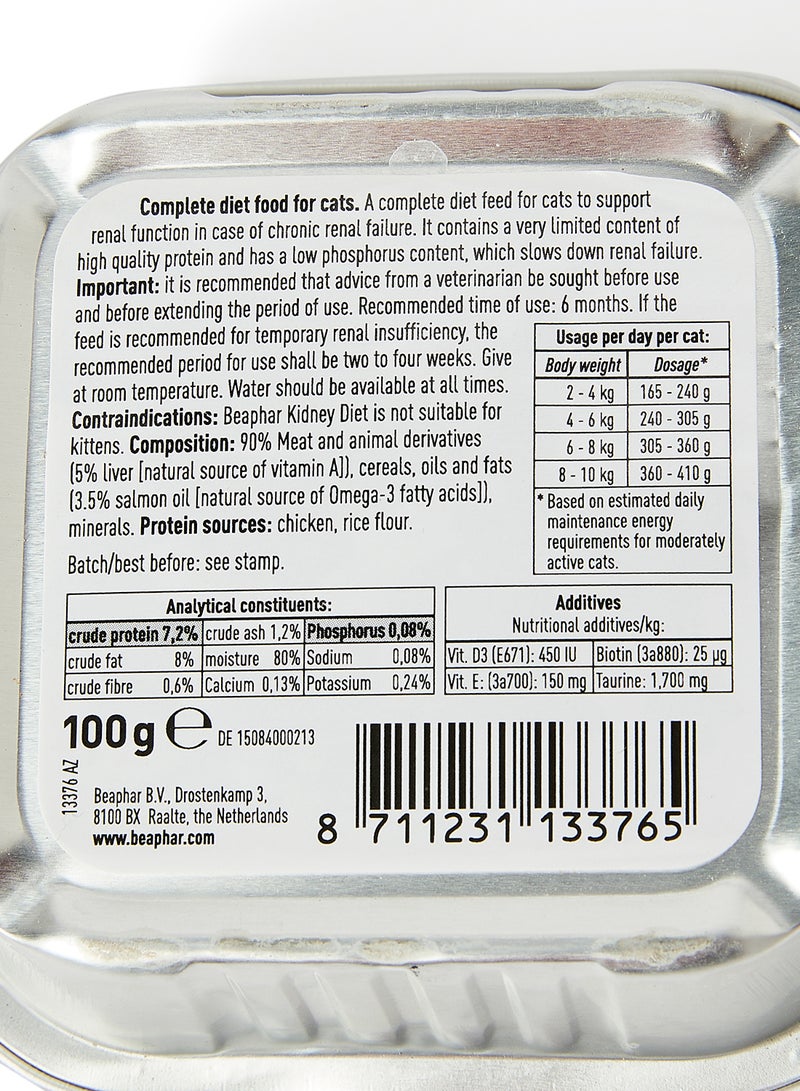 Complete diet food for cats. A complete diet feed for cats to support
renal function in case of chronic renal failure. It contains a very limited content of
high quality protein and has a low phosphorus content, which slows down renal failure.
Important: it is recommended that advice from a veterinarian be sought before use
and before extending the period of use. Recommended time of use: 6 months. If the
feed is recommended for temporary renal insufficiency, the
recommended period for use shall be two to four weeks. Give
at room temperature. Water should be available at all times.
Contraindications: Beaphar Kidney Diet is not suitable for
kittens. Composition: 90% Meat and animal derivatives
(5% liver [natural source of vitamin A]), cereals, oils and fats
(3.5% salmon oil [natural source of Omega-3 fatty acids]),
minerals. Protein sources: chicken, rice flour.
Batch/best before: see stamp.
Usage per day per cat:
Body weight Dosage*
2 - 4 kg 165 - 240 g
4 - 6 kg 240 - 305 g
6 - 8 kg 305 - 360 g
8 - 10 kg 360 - 410 g
* Based on estimated daily
maintenance energy
requirements for moderately
active cats.
Analytical constituents:
crude protein 7,2% crude ash 1,2% Phosphorus 0,08%
crude fat 8% moisture 80% Sodium 0,08%
crude fibre 0,6% Calcium 0,13% Potassium 0,24%
Additives
Nutritional additives/kg:
Vit. D3 (E671): 450 IU Biotin (3a880): 25 µg
Vit. E: (3a700): 150 mg Taurine: 1,700 mg
100 g e DE 15084000213
13376 AZ
Beaphar B.V., Drostenkamp 3,
8100 BX Raalte, the Netherlands
www.beaphar.com
8 711231 133765